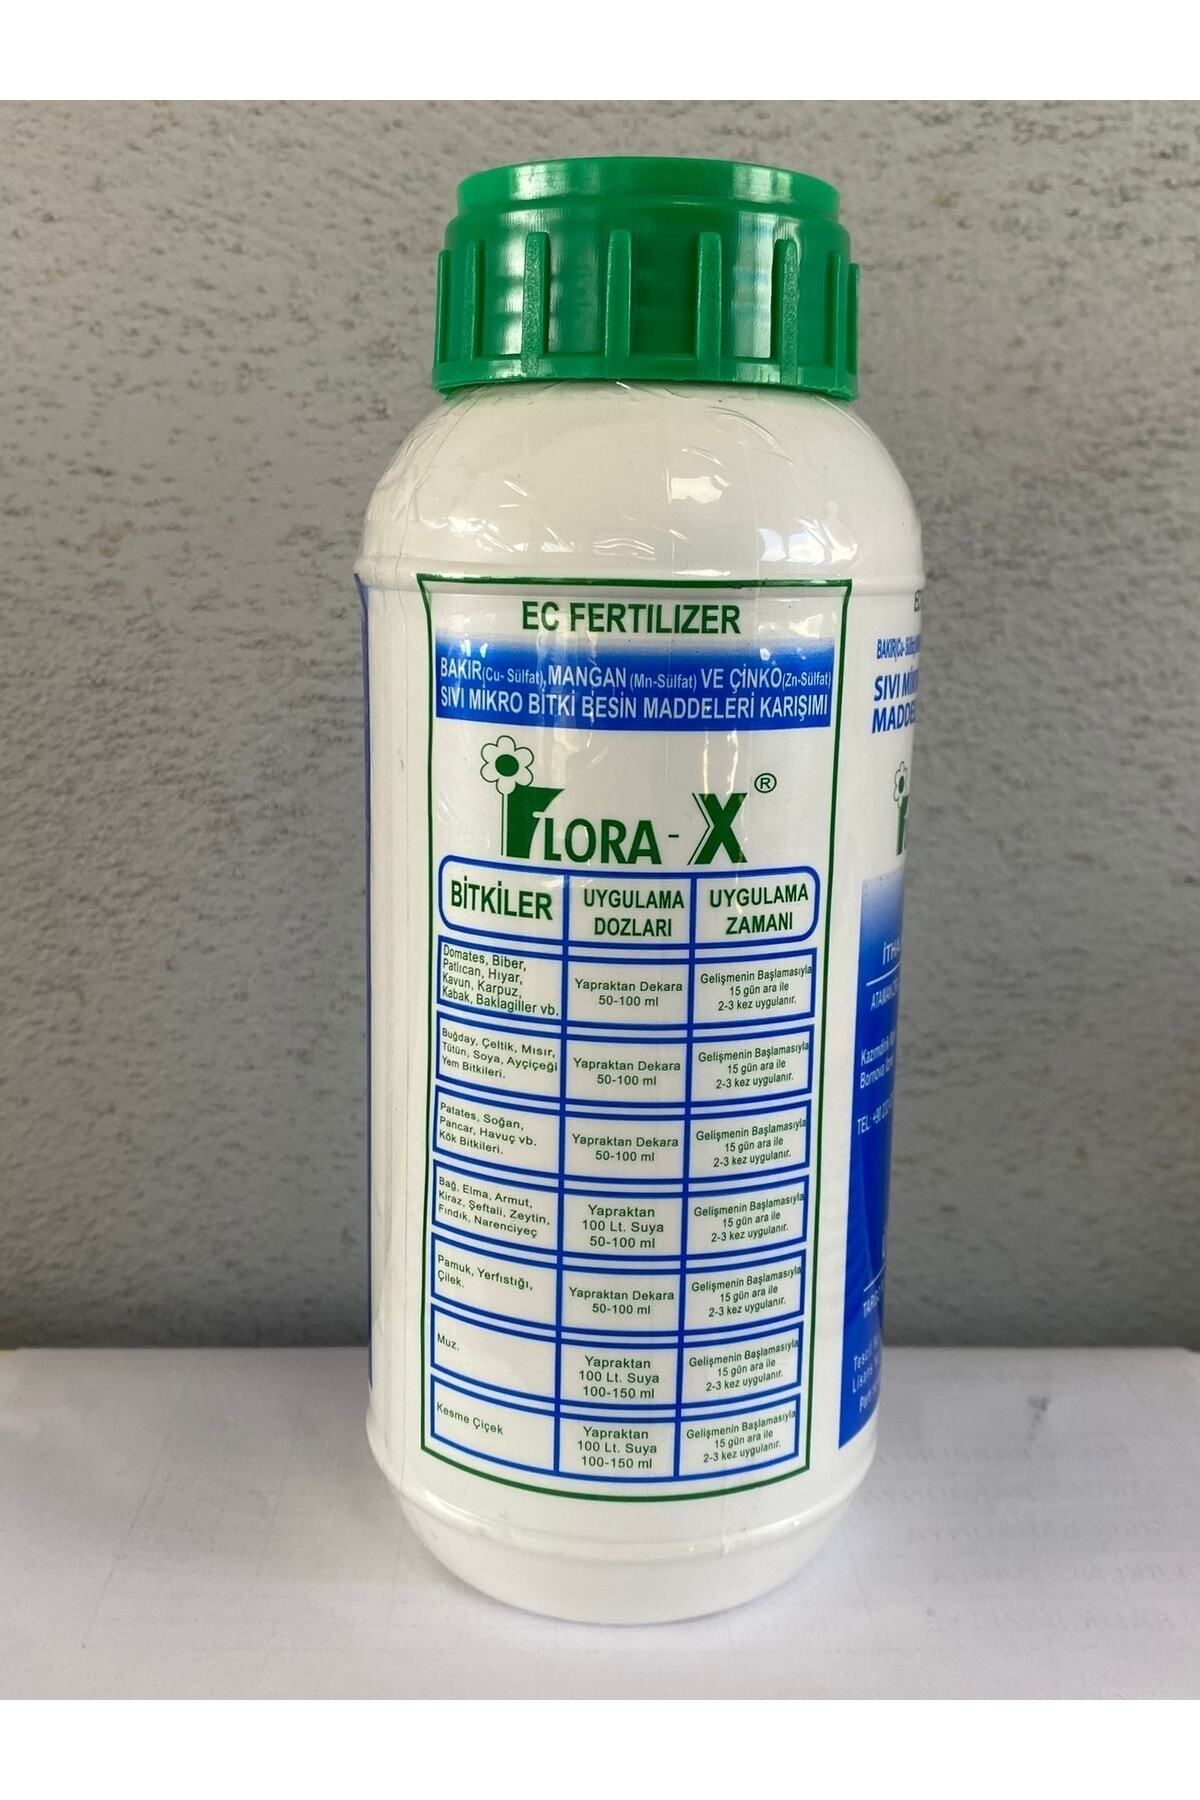 EC FERTILIZER
BAKIR(Cu- Sülfat), MANGAN (Mn-Sülfat) VE ÇİNKO(Zn-Sülfat)
SIVI MİKRO BİTKİ BESİN MADDELERİ KARIŞIMI
FLORA - X ®
BİTKİLER
UYGULAMA
DOZLARI
UYGULAMA
ZAMANI
Domates, Biber,
Patlıcan, Hıyar,
Kavun, Karpuz,
Kabak, Baklagiller vb.
Yapraktan Dekara
50-100 ml
Gelişmenin Başlamasıyla
15 gün ara ile
2-3 kez uygulanır.
Buğday, Çeltik, Mısır,
Tütün, Soya, Ayçiçeği
Yem Bitkileri.
Yapraktan Dekara
50-100 ml
Gelişmenin Başlamasıyla
15 gün ara ile
2-3 kez uygulanır.
Patates, Soğan,
Pancar, Havuç vb.
Kök Bitkileri.
Yapraktan Dekara
50-100 ml
Gelişmenin Başlamasıyla
15 gün ara ile
2-3 kez uygulanır.
Bağ, Elma, Armut,
Kiraz, Şeftali, Zeytin,
Fındık, Narenciyeç
Yapraktan
100 Lt. Suya
50-100 ml
Gelişmenin Başlamasıyla
15 gün ara ile
2-3 kez uygulanır.
Pamuk, Yerfıstığı,
Çilek.
Yapraktan Dekara
50-100 ml
Gelişmenin Başlamasıyla
15 gün ara ile
2-3 kez uygulanır.
Muz.
Yapraktan
100 Lt. Suya
100-150 ml
Gelişmenin Başlamasıyla
15 gün ara ile
2-3 kez uygulanır.
Kesme Çiçek
Yapraktan
100 Lt. Suya
100-150 ml
Gelişmenin Başlamasıyla
15 gün ara ile
2-3 kez uygulanır.
BAKIR(Cu- 
SIVI
TEL: +90